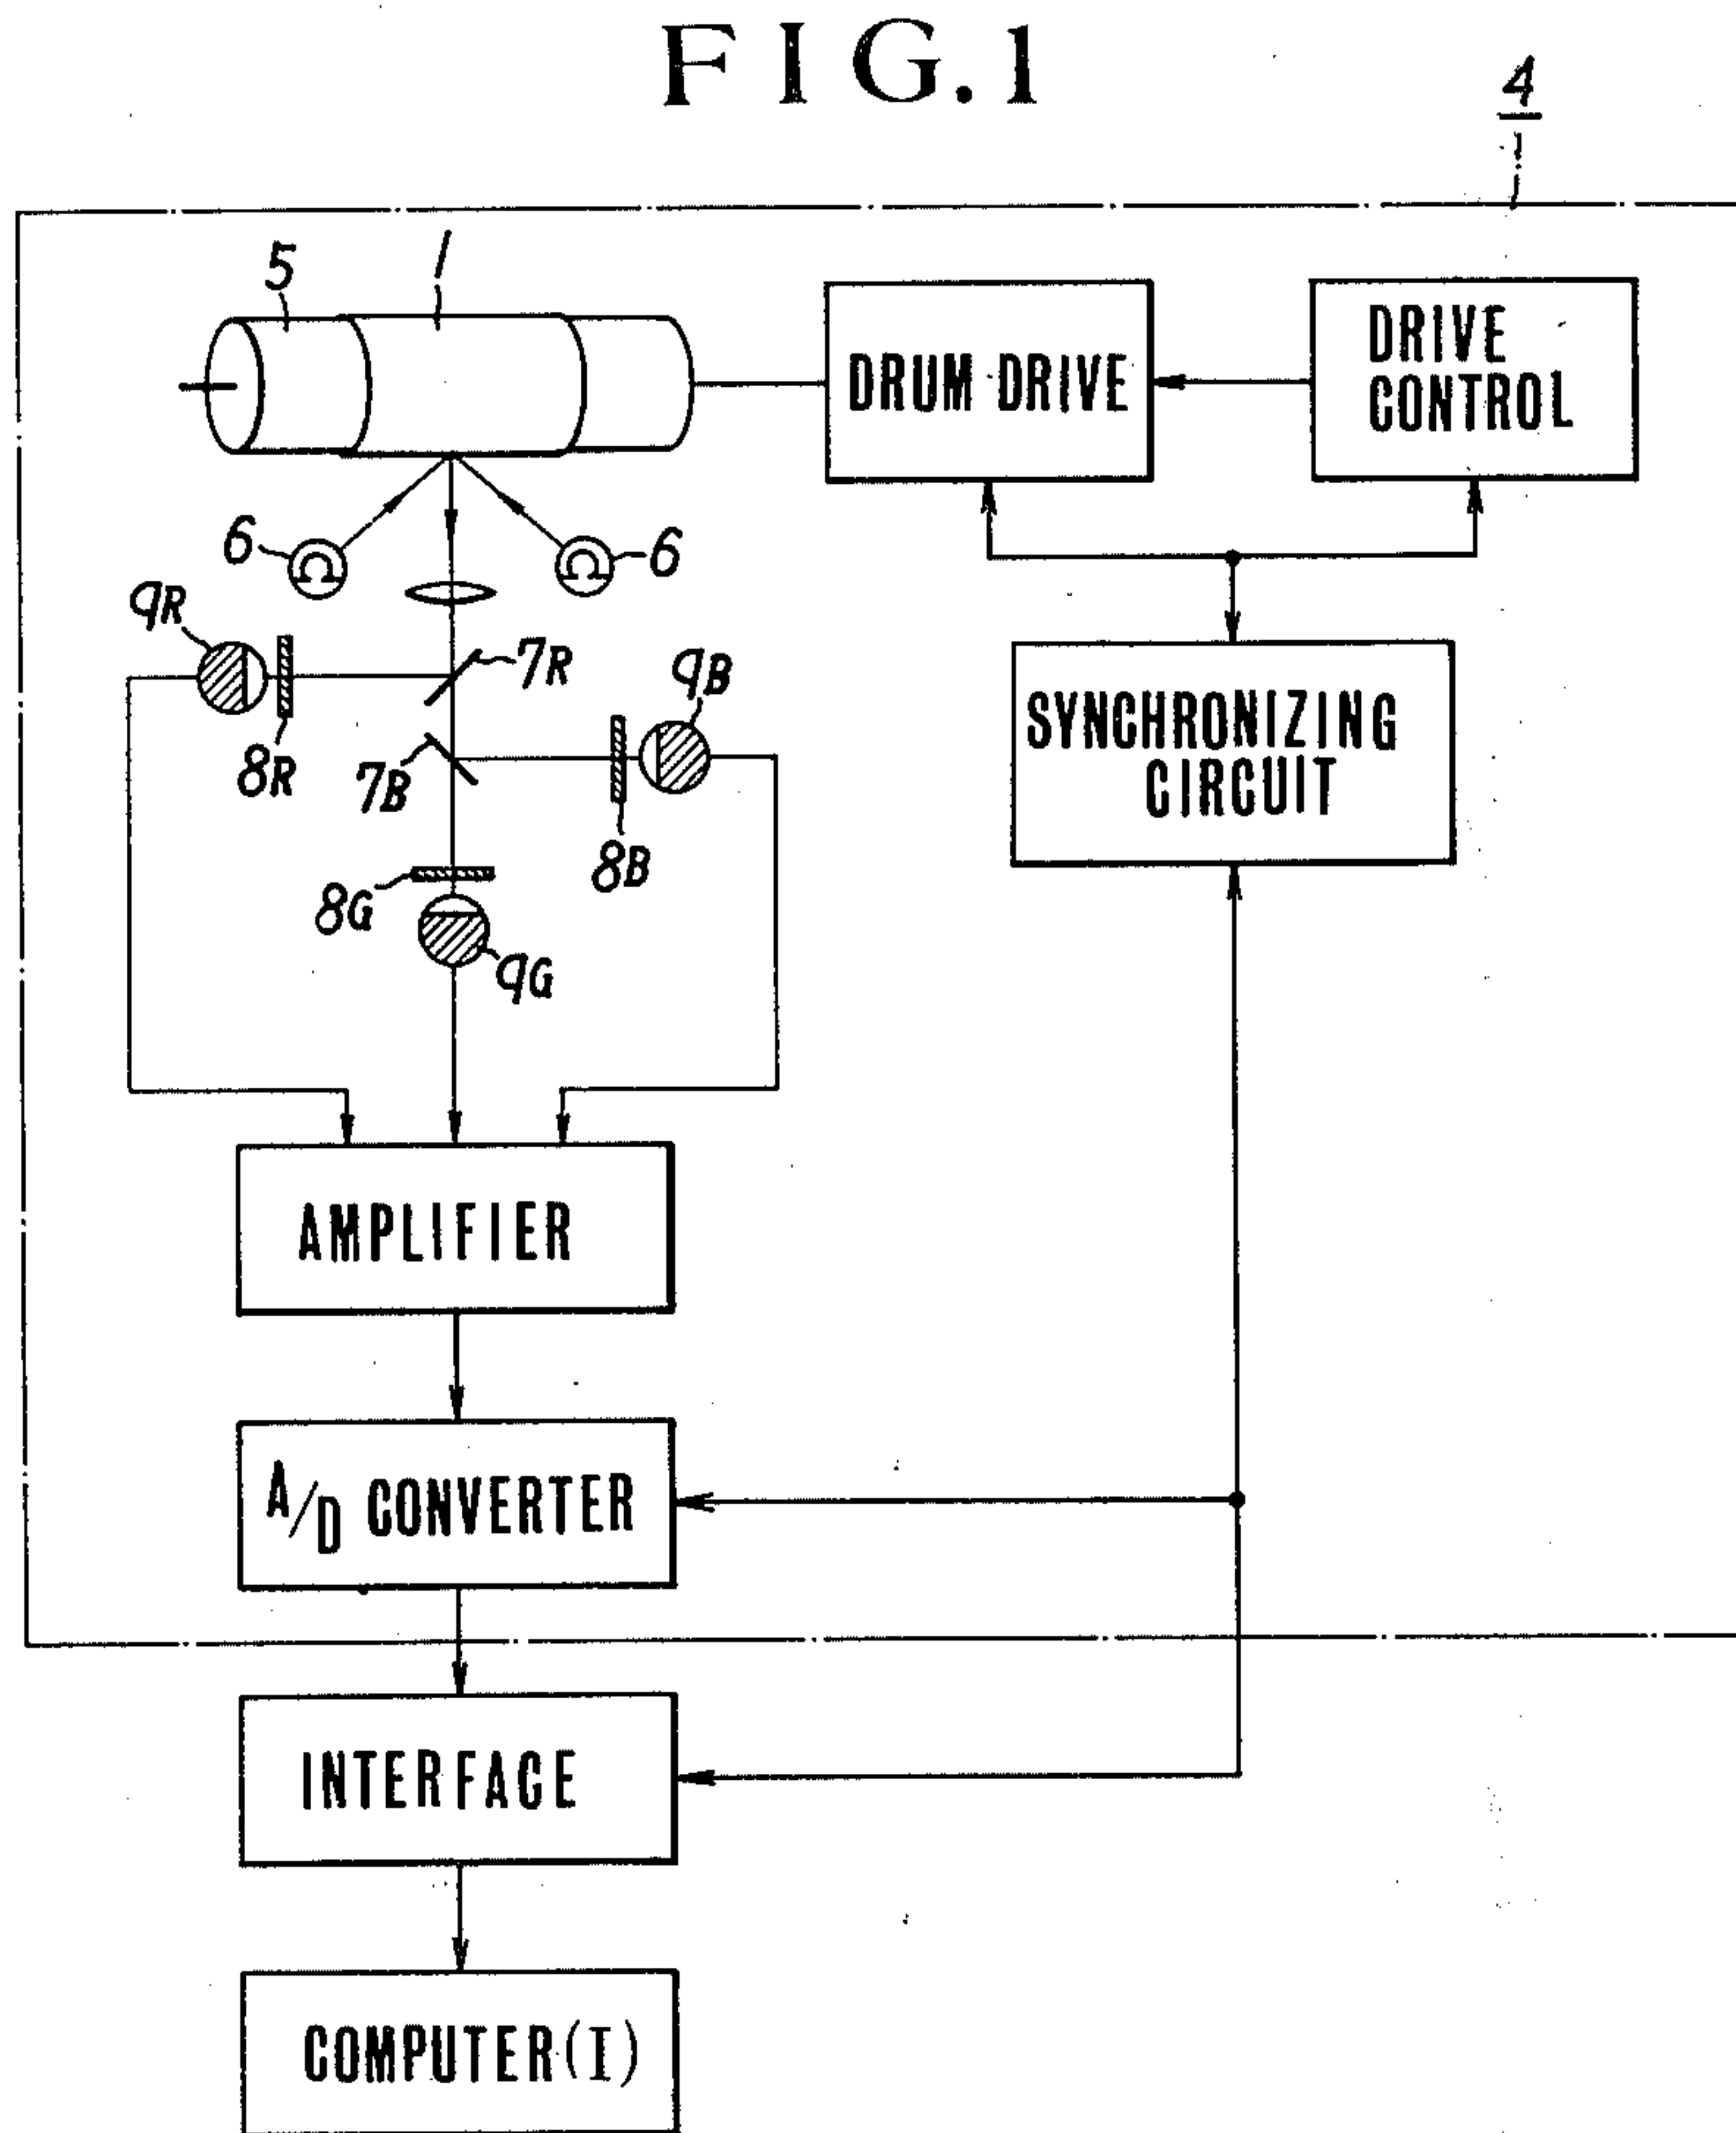 FIG.1
4
5
1
DRUM DRIVE
DRIVE
CONTROL
6
6
9R
7R
9B
8R
7B
8B
SYNCHRONIZING
CIRCUIT
8G
9G
AMPLIFIER
A/D CONVERTER
INTERFACE
COMPUTER(I)